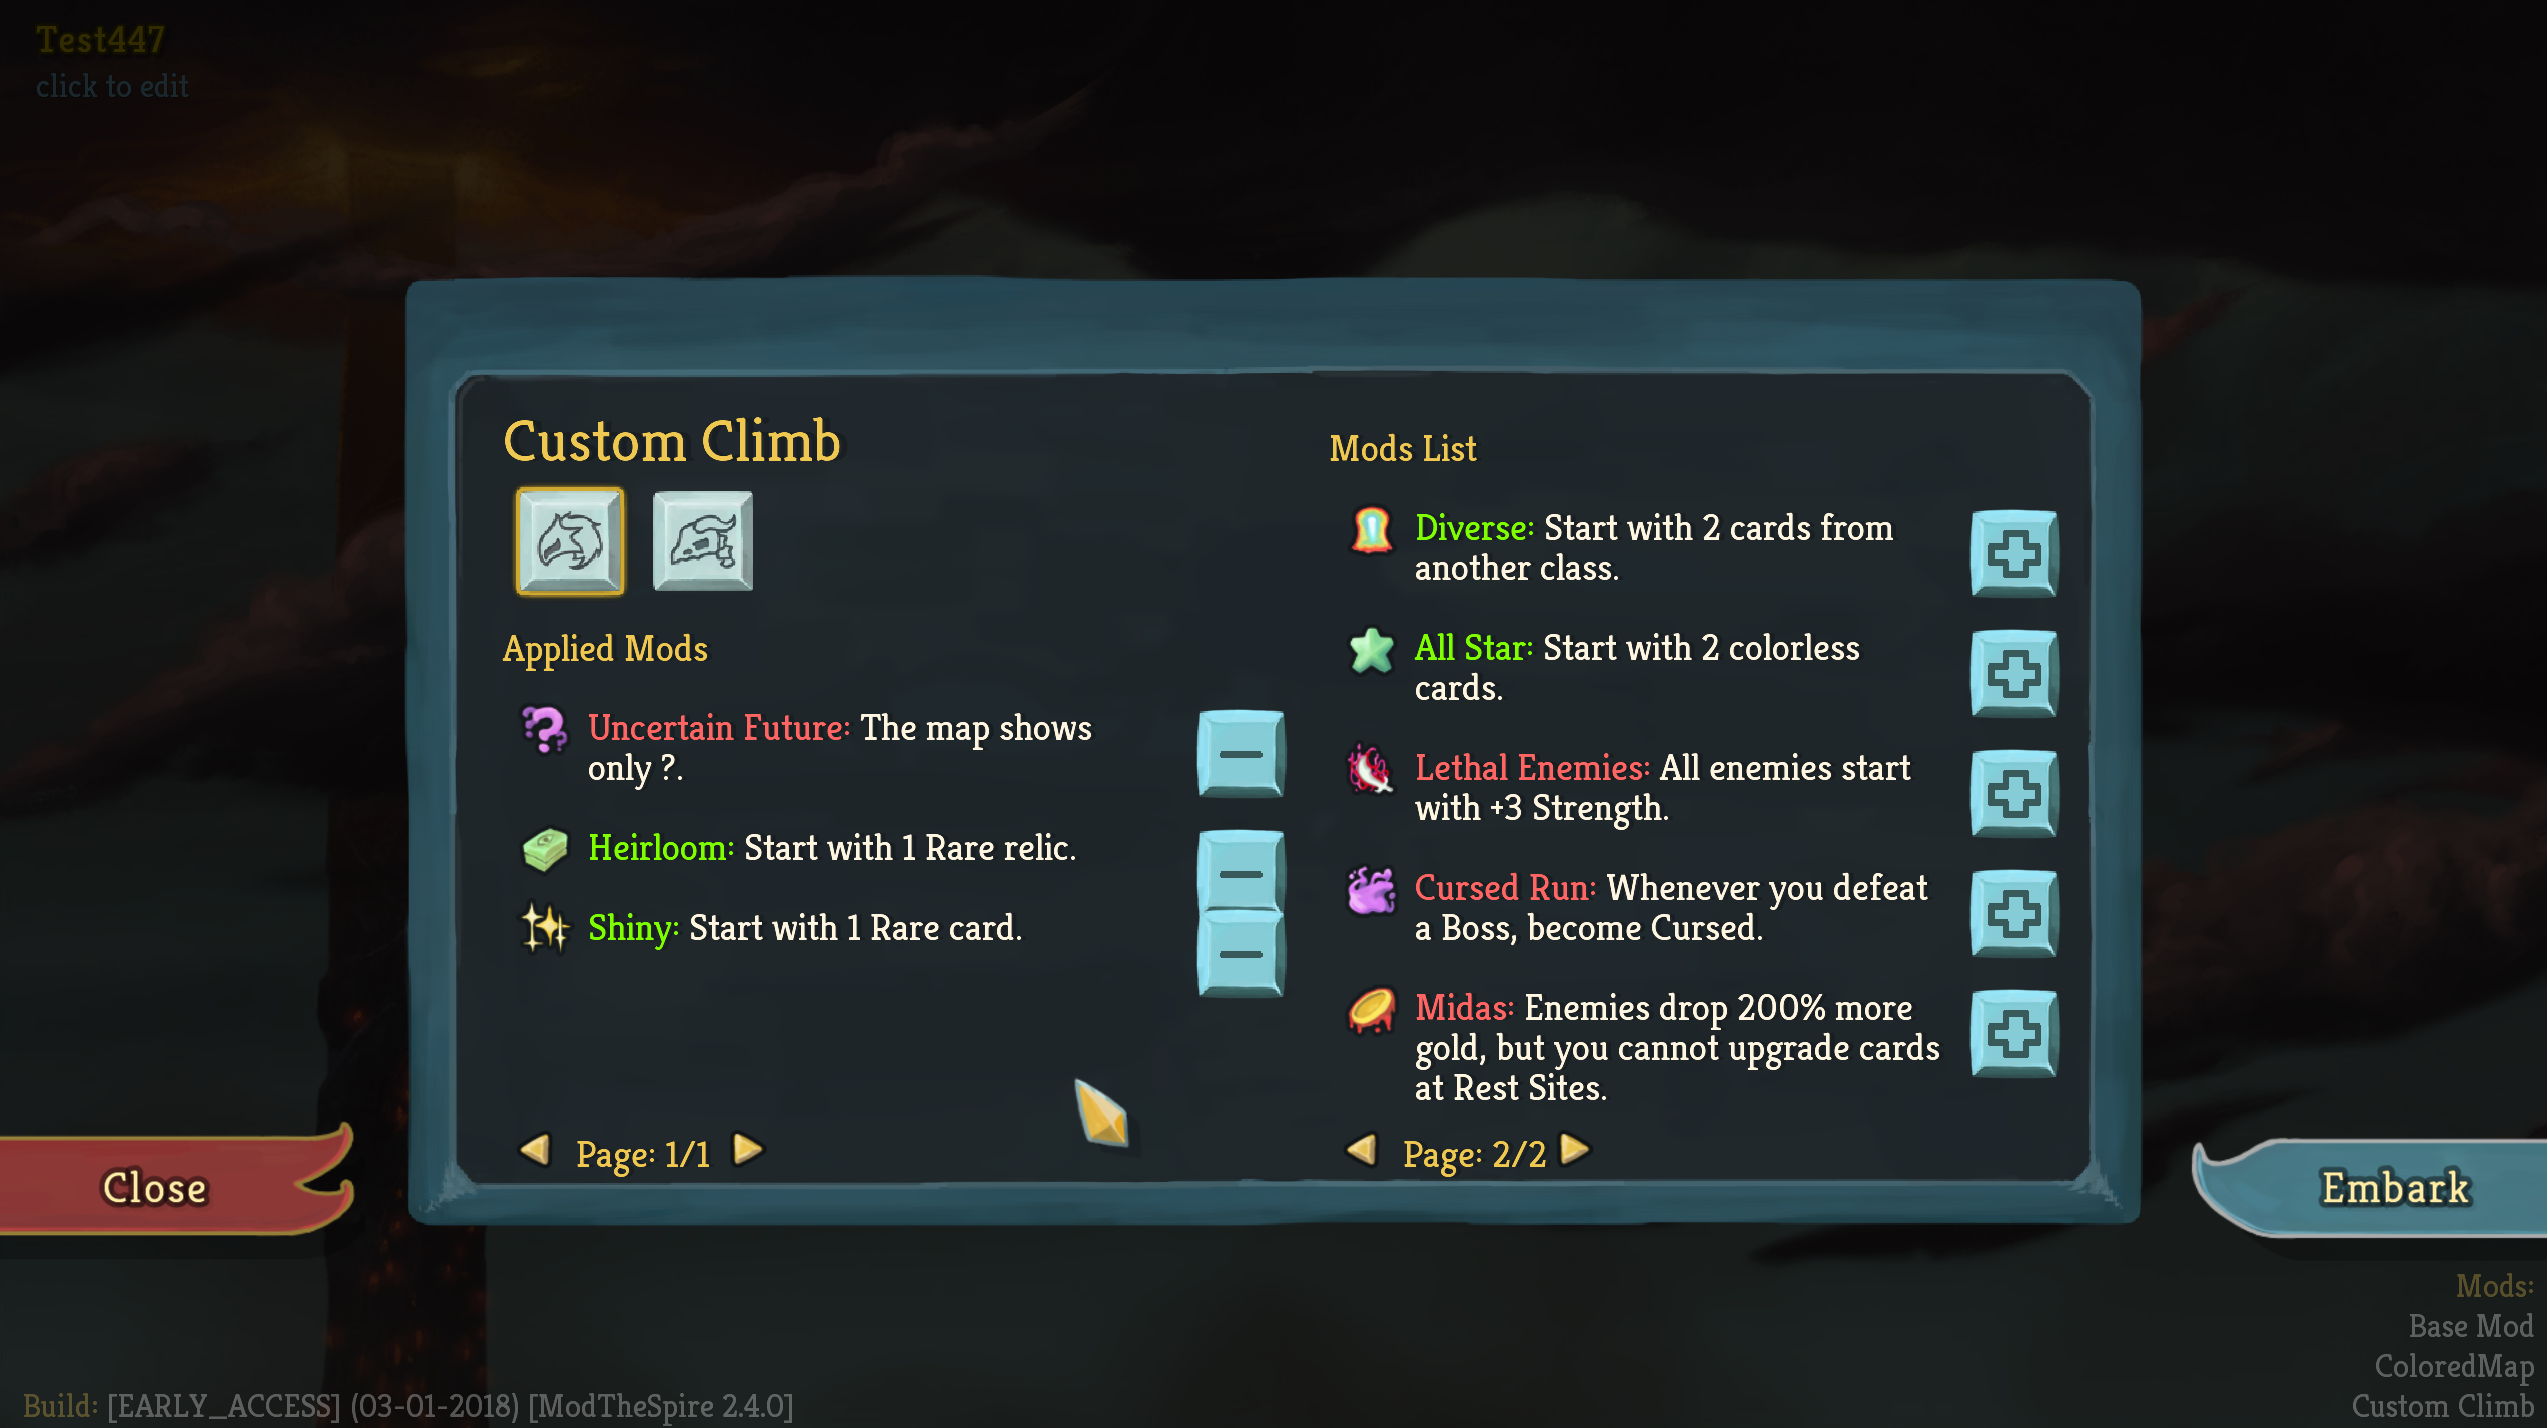 Test447
click to edit
Custom Climb
Applied Mods
Uncertain Future: The map shows
only ?.
Heirloom: Start with 1 Rare relic.
Shiny: Start with 1 Rare card.
Page: 1/1
Mods List
Diverse: Start with 2 cards from
another class.
All Star: Start with 2 colorless
cards.
Lethal Enemies: All enemies start
with +3 Strength.
Cursed Run: Whenever you defeat
a Boss, become Cursed.
Midas: Enemies drop 200% more
gold, but you cannot upgrade cards
at Rest Sites.
Page: 2/2
Close
Embark
Mods:
Base Mod
ColoredMap
Custom Climb
Build: [EARLY_ACCESS] (03-01-2018) [ModTheSpire 2.4.0]